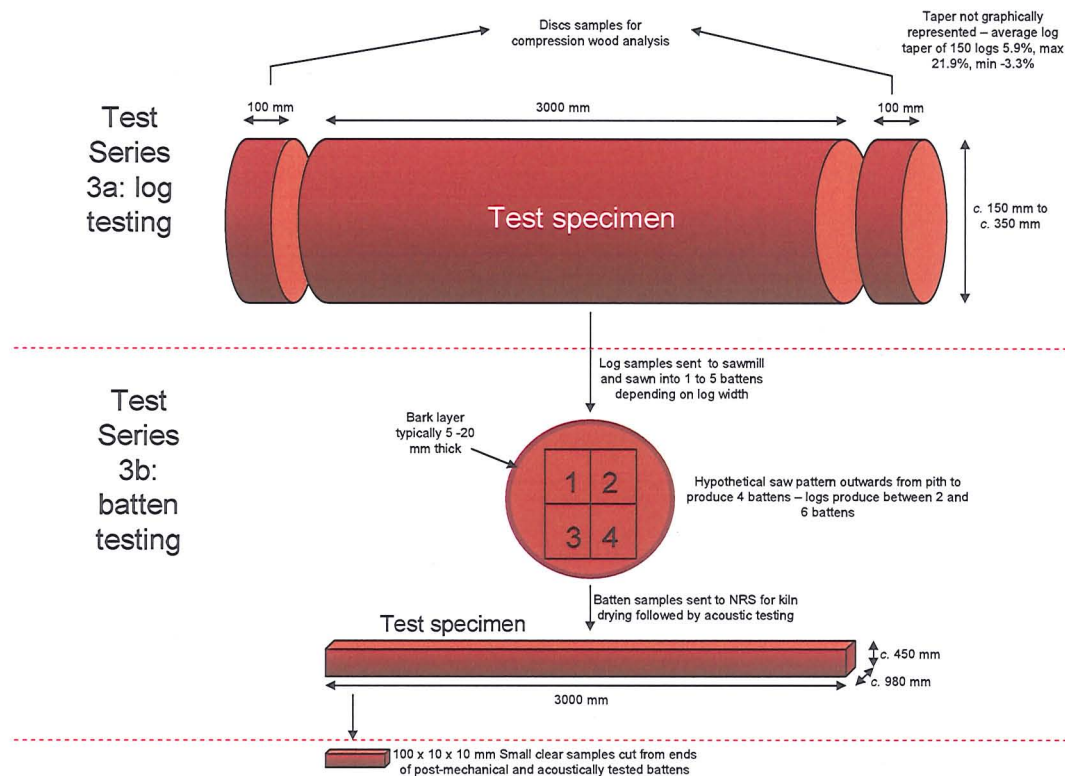 Discs samples for
compression wood analysis
Taper not graphically
represented – average log
taper of 150 logs 5.9%, max
21.9%, min -3.3%
Test
Series
3a: log
testing
100 mm
3000 mm
100 mm
Test specimen
c. 150 mm to
c. 350 mm
Log samples sent to sawmill
and sawn into 1 to 5 battens
depending on log width
Test
Series
3b:
batten
testing
Bark layer
typically 5 -20
mm thick
1 2
3 4
Hypothetical saw pattern outwards from pith to
produce 4 battens – logs produce between 2 and
6 battens
Batten samples sent to NRS for kiln
drying followed by acoustic testing
Test specimen
c. 450 mm
c. 980 mm
3000 mm
100 x 10 x 10 mm Small clear samples cut from ends
of post-mechanical and acoustically tested battens